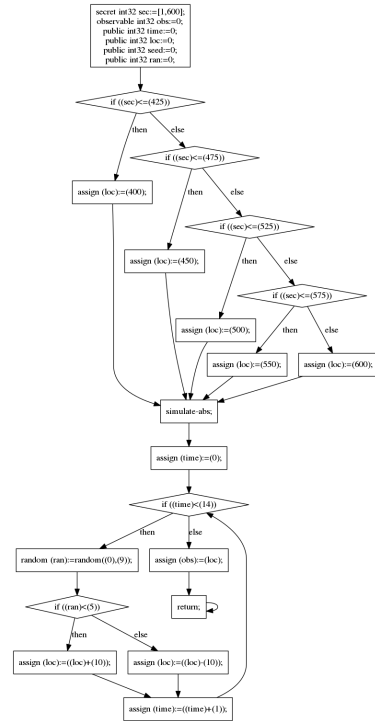 secret int32 sec:=[1,600];
observable int32 obs:=0;
public int32 time:=0;
public int32 loc:=0;
public int32 seed:=0;
public int32 ran:=0;
if ((sec)<=(425))
then
else
if ((sec)<=(475))
assign (loc):=(400);
then
else
if ((sec)<=(525))
assign (loc):=(450);
then
else
if ((sec)<=(575))
assign (loc):=(500);
then
else
assign (loc):=(550);
assign (loc):=(600);
simulate-abs;
assign (time):=(0);
if ((time)<(14))
then
else
random (ran):=random((0),(9));
assign (obs):=(loc);
if ((ran)<(5))
return;
then
else
assign (loc):=((loc)+(10));
assign (loc):=((loc)-(10));
assign (time):=((time)+(1));